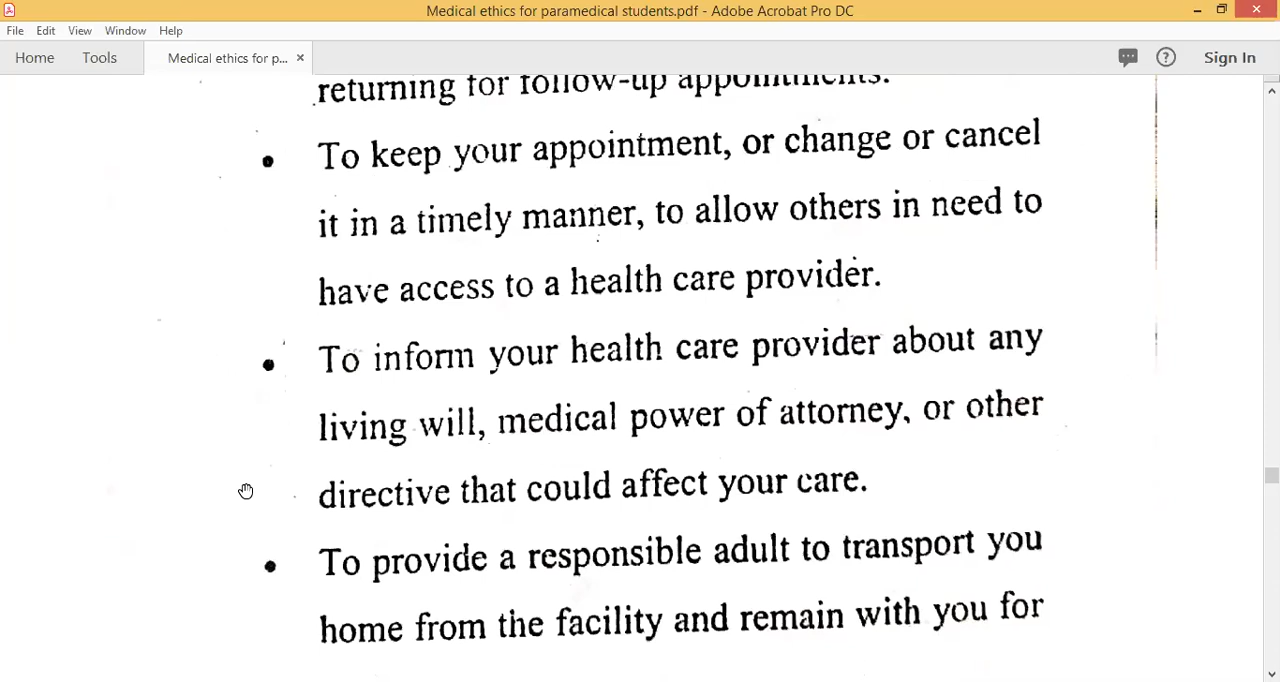 Medical ethics for paramedical students.pdf - Adobe Acrobat Pro DC
File Edit View Window Help
Home Tools Medical ethics for p... × Sign In
returning for follow-up appointments.
• To keep your appointment, or change or cancel
it in a timely manner, to allow others in need to
have access to a health care provider.
• To inform your health care provider about any
living will, medical power of attorney, or other
directive that could affect your care.
• To provide a responsible adult to transport you
home from the facility and remain with you for